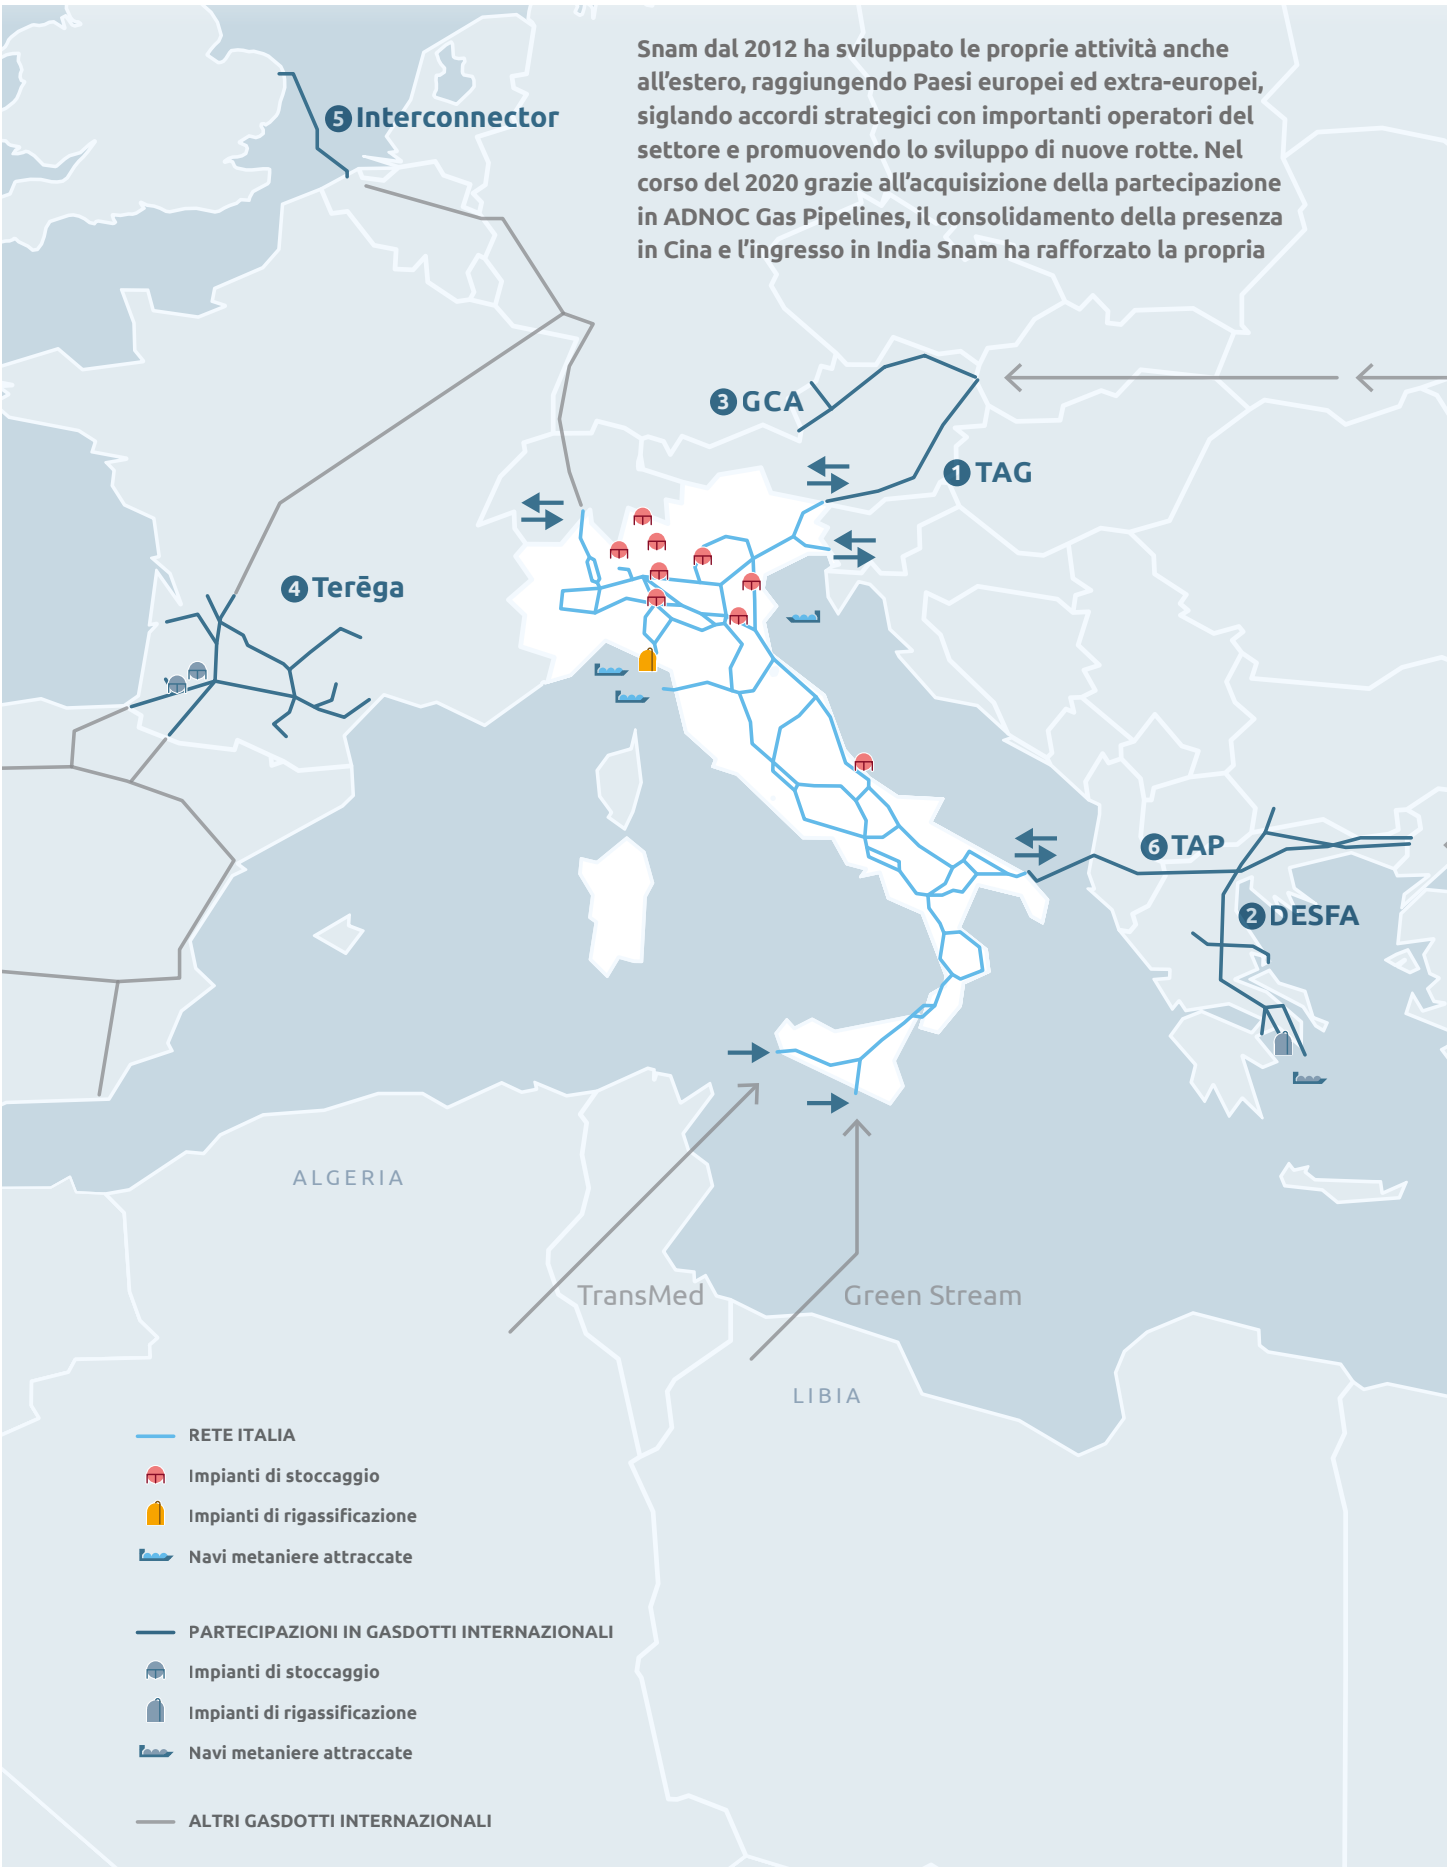 Snam dal 2012 ha sviluppato le proprie attività anche
all’estero, raggiungendo Paesi europei ed extra-europei,
siglando accordi strategici con importanti operatori del
settore e promuovendo lo sviluppo di nuove rotte. Nel
corso del 2020 grazie all’acquisizione della partecipazione
in ADNOC Gas Pipelines, il consolidamento della presenza
in Cina e l’ingresso in India Snam ha rafforzato la propria
5 Interconnector
3 GCA
1 TAG
4 Terēga
6 TAP
2 DESFA
ALGERIA
TransMed
Green Stream
LIBIA
RETE ITALIA
Impianti di stoccaggio
Impianti di rigassificazione
Navi metaniere attraccate
PARTECIPAZIONI IN GASDOTTI INTERNAZIONALI
Impianti di stoccaggio
Impianti di rigassificazione
Navi metaniere attraccate
ALTRI GASDOTTI INTERNAZIONALI